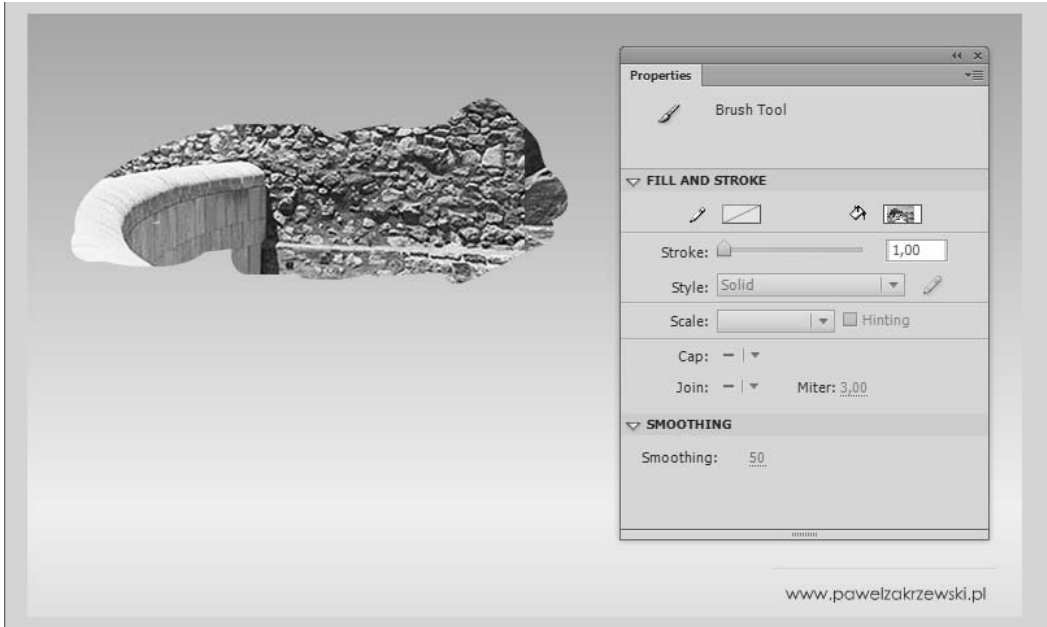 Properties
Brush Tool
FILL AND STROKE
Stroke: 1,00
Style: Solid
Scale: Hinting
Cap:
Join: Miter: 3,00
SMOOTHING
Smoothing: 50
www.pawelzakrzewski.pl